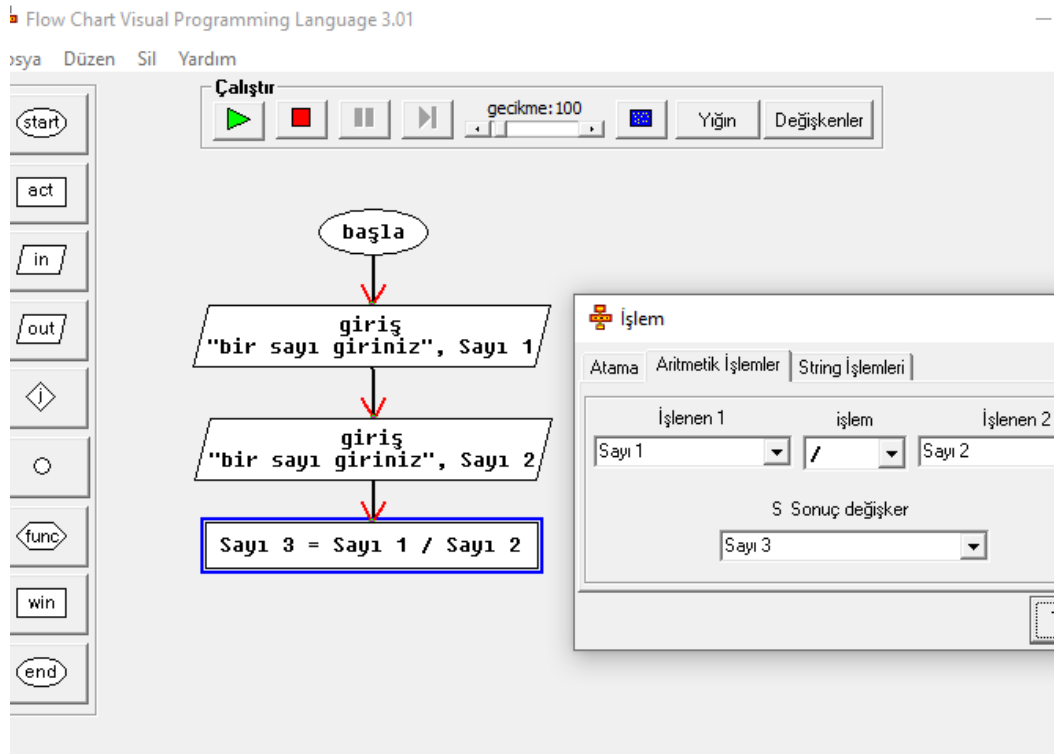 Flow Chart Visual Programming Language 3.01
osya Düzen Sil Yardım
Çalıştır
gecikme:100
Yığın
Değişkenler
start
act
in
out
i
func
win
end
başla
giriş
"bir sayı giriniz", Sayı 1
giriş
"bir sayı giriniz", Sayı 2
Sayı 3 = Sayı 1 / Sayı 2
İşlem
Atama Aritmetik İşlemler String İşlemleri
İşlenen 1 işlem İşlenen 2
Sayı 1 / Sayı 2
S Sonuç değişker
Sayı 3